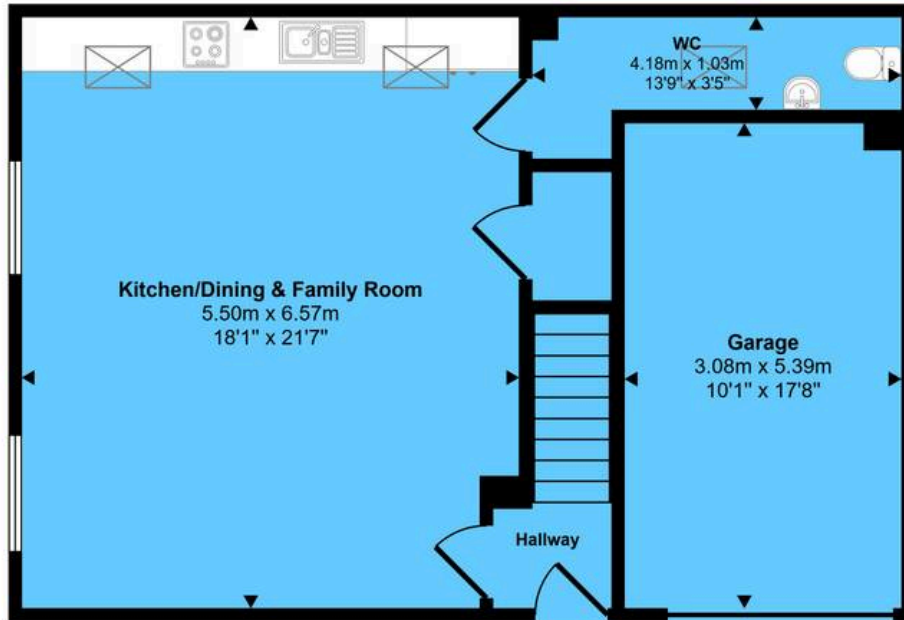 WC
4.18m x 1.03m
13'9" x 3'5"
Kitchen/Dining & Family Room
5.50m x 6.57m
18'1" x 21'7"
Garage
3.08m x 5.39m
10'1" x 17'8"
Hallway